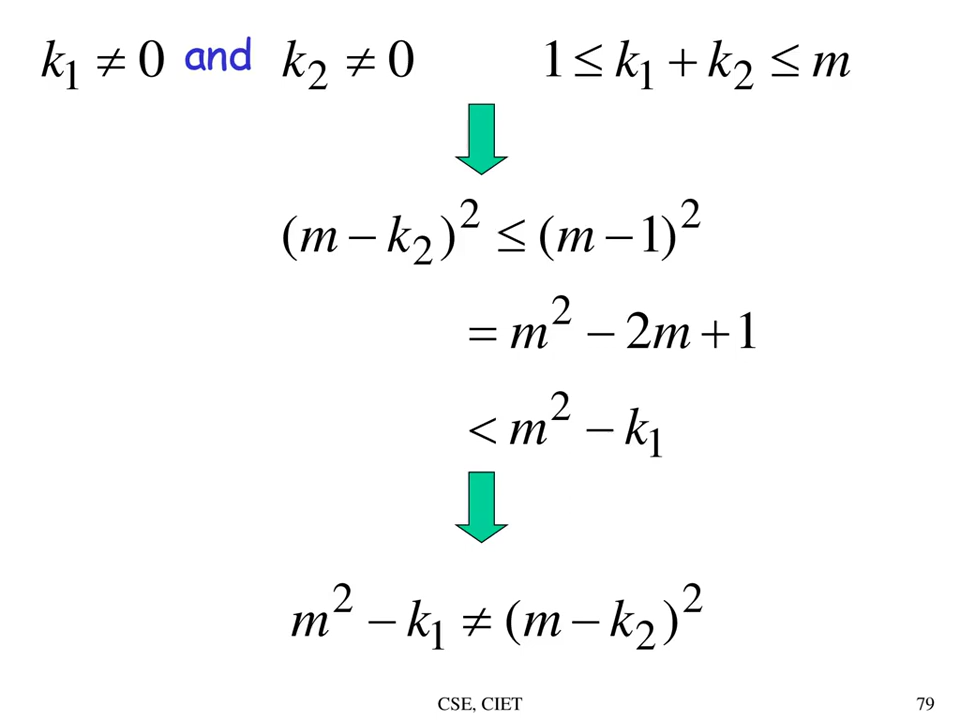 k₁ ≠ 0 and k₂ ≠ 0 1 ≤ k₁ + k₂ ≤ m
(m − k₂)² ≤ (m − 1)²
= m² − 2m + 1
< m² − k₁
m² − k₁ ≠ (m − k₂)²
CSE, CIET 79